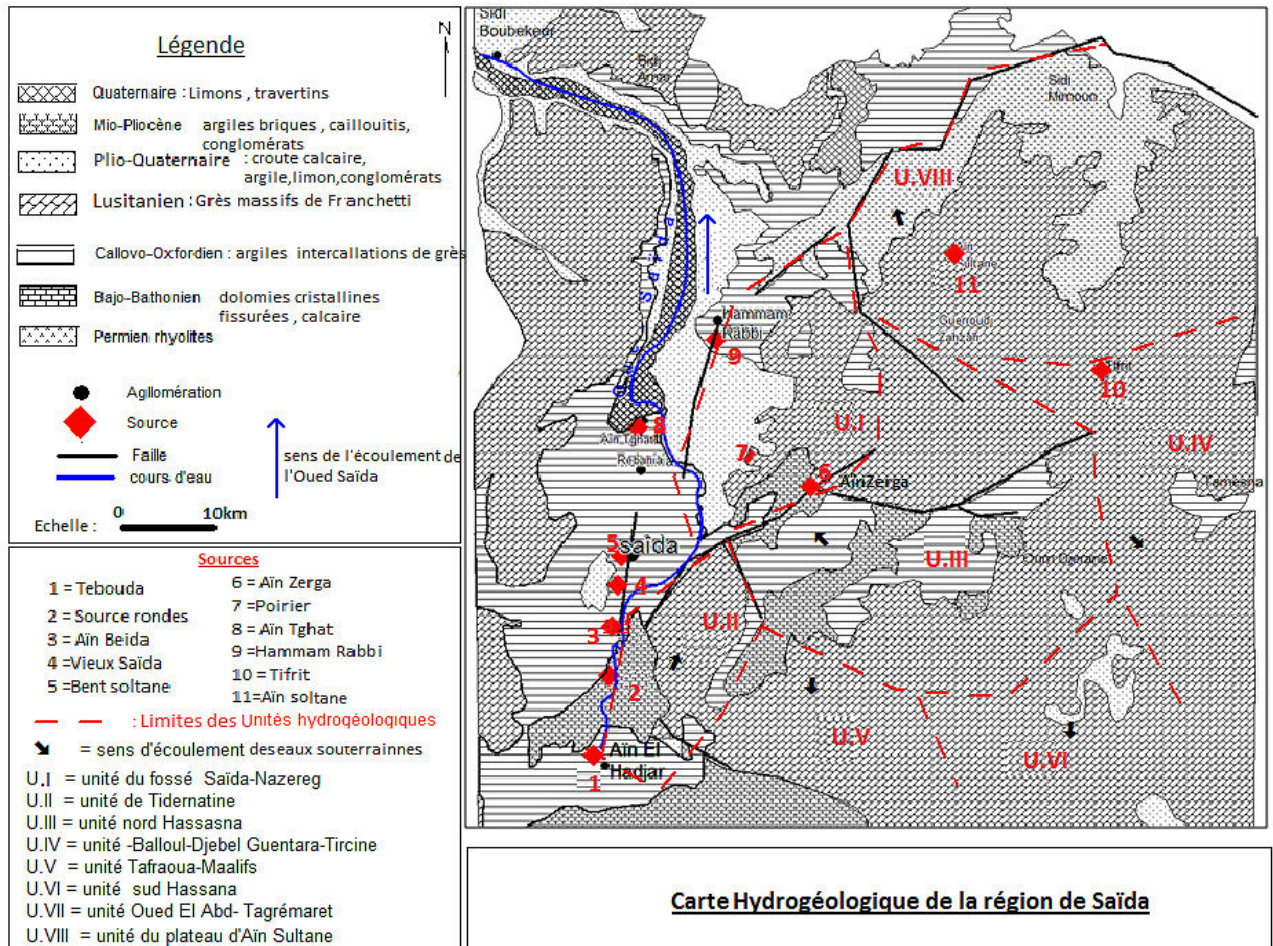 Légende
N
Quaternaire : Limons , travertins
Mio-Pliocène argiles briques , caillouitis,
conglomérats
Plio-Quaternaire : croute calcaire,
argile,limon,conglomérats
Lusitanien : Grès massifs de Franchetti
Callovo-Oxfordien : argiles intercallations de grès
Bajo-Bathonien dolomies cristallines
fissurées , calcaire
Permien rhyolites
Agllomération
Source
Faille
cours d'eau
sens de l'écoulement de
l'Oued Saïda
Echelle : 0 10km
Sources
1 = Tebouda
2 = Source rondes
3 = Aïn Beida
4 =Vieux Saïda
5 =Bent soltane
6 = Aïn Zerga
7 =Poirier
8 = Aïn Tghat
9 =Hammam Rabbi
10 = Tifrit
11=Aïn soltane
: Limites des Unités hydrogéologiques
= sens d'écoulement deseaux souterrainnes
U.I = unité du fossé Saïda-Nazereg
U.II = unité de Tidernatine
U.III = unité nord Hassasna
U.IV = unité -Balloul-Djebel Guentara-Tircine
U.V = unité Tafraoua-Maalifs
U.VI = unité sud Hassana
U.VII = unité Oued El Abd- Tagrémaret
U.VIII = unité du plateau d'Aïn Sultane
Sidi
Boubekeur
Sidi
Sidi
Mimoun
U.VIII
11
Hammam
Rabbi
9
Tifrit
10
U.I
U.IV
8
Aïn Tghat
Rebahia
7
6
AïnZerga
Tamesna
5
saïda
4
U.III
3
U.II
2
U.V
U.VI
Aïn El
Hadjar
1
Carte Hydrogéologique de la région de Saïda